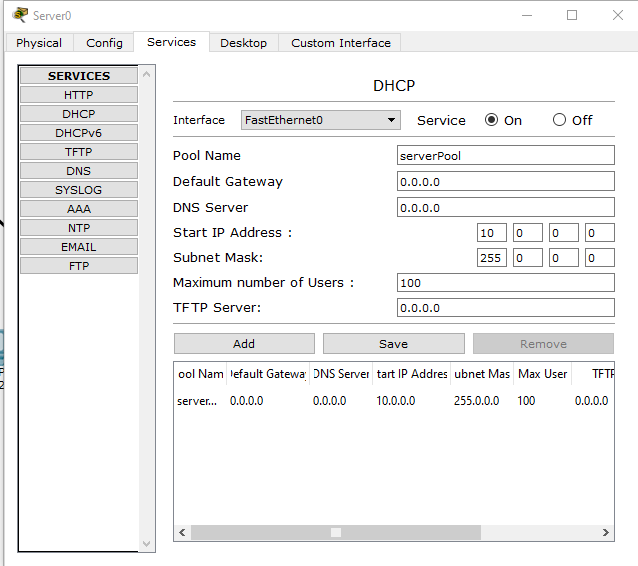 Server0
Physical Config Services Desktop Custom Interface
SERVICES
HTTP
DHCP
DHCPv6
TFTP
DNS
SYSLOG
AAA
NTP
EMAIL
FTP
DHCP
Interface FastEthernet0 Service On Off
Pool Name serverPool
Default Gateway 0.0.0.0
DNS Server 0.0.0.0
Start IP Address : 10 0 0 0
Subnet Mask: 255 0 0 0
Maximum number of Users : 100
TFTP Server: 0.0.0.0
Add Save Remove
ool Nam efault Gateway DNS Server tart IP Addres ubnet Mas Max User TFTP
server... 0.0.0.0 0.0.0.0 10.0.0.0 255.0.0.0 100 0.0.0.0